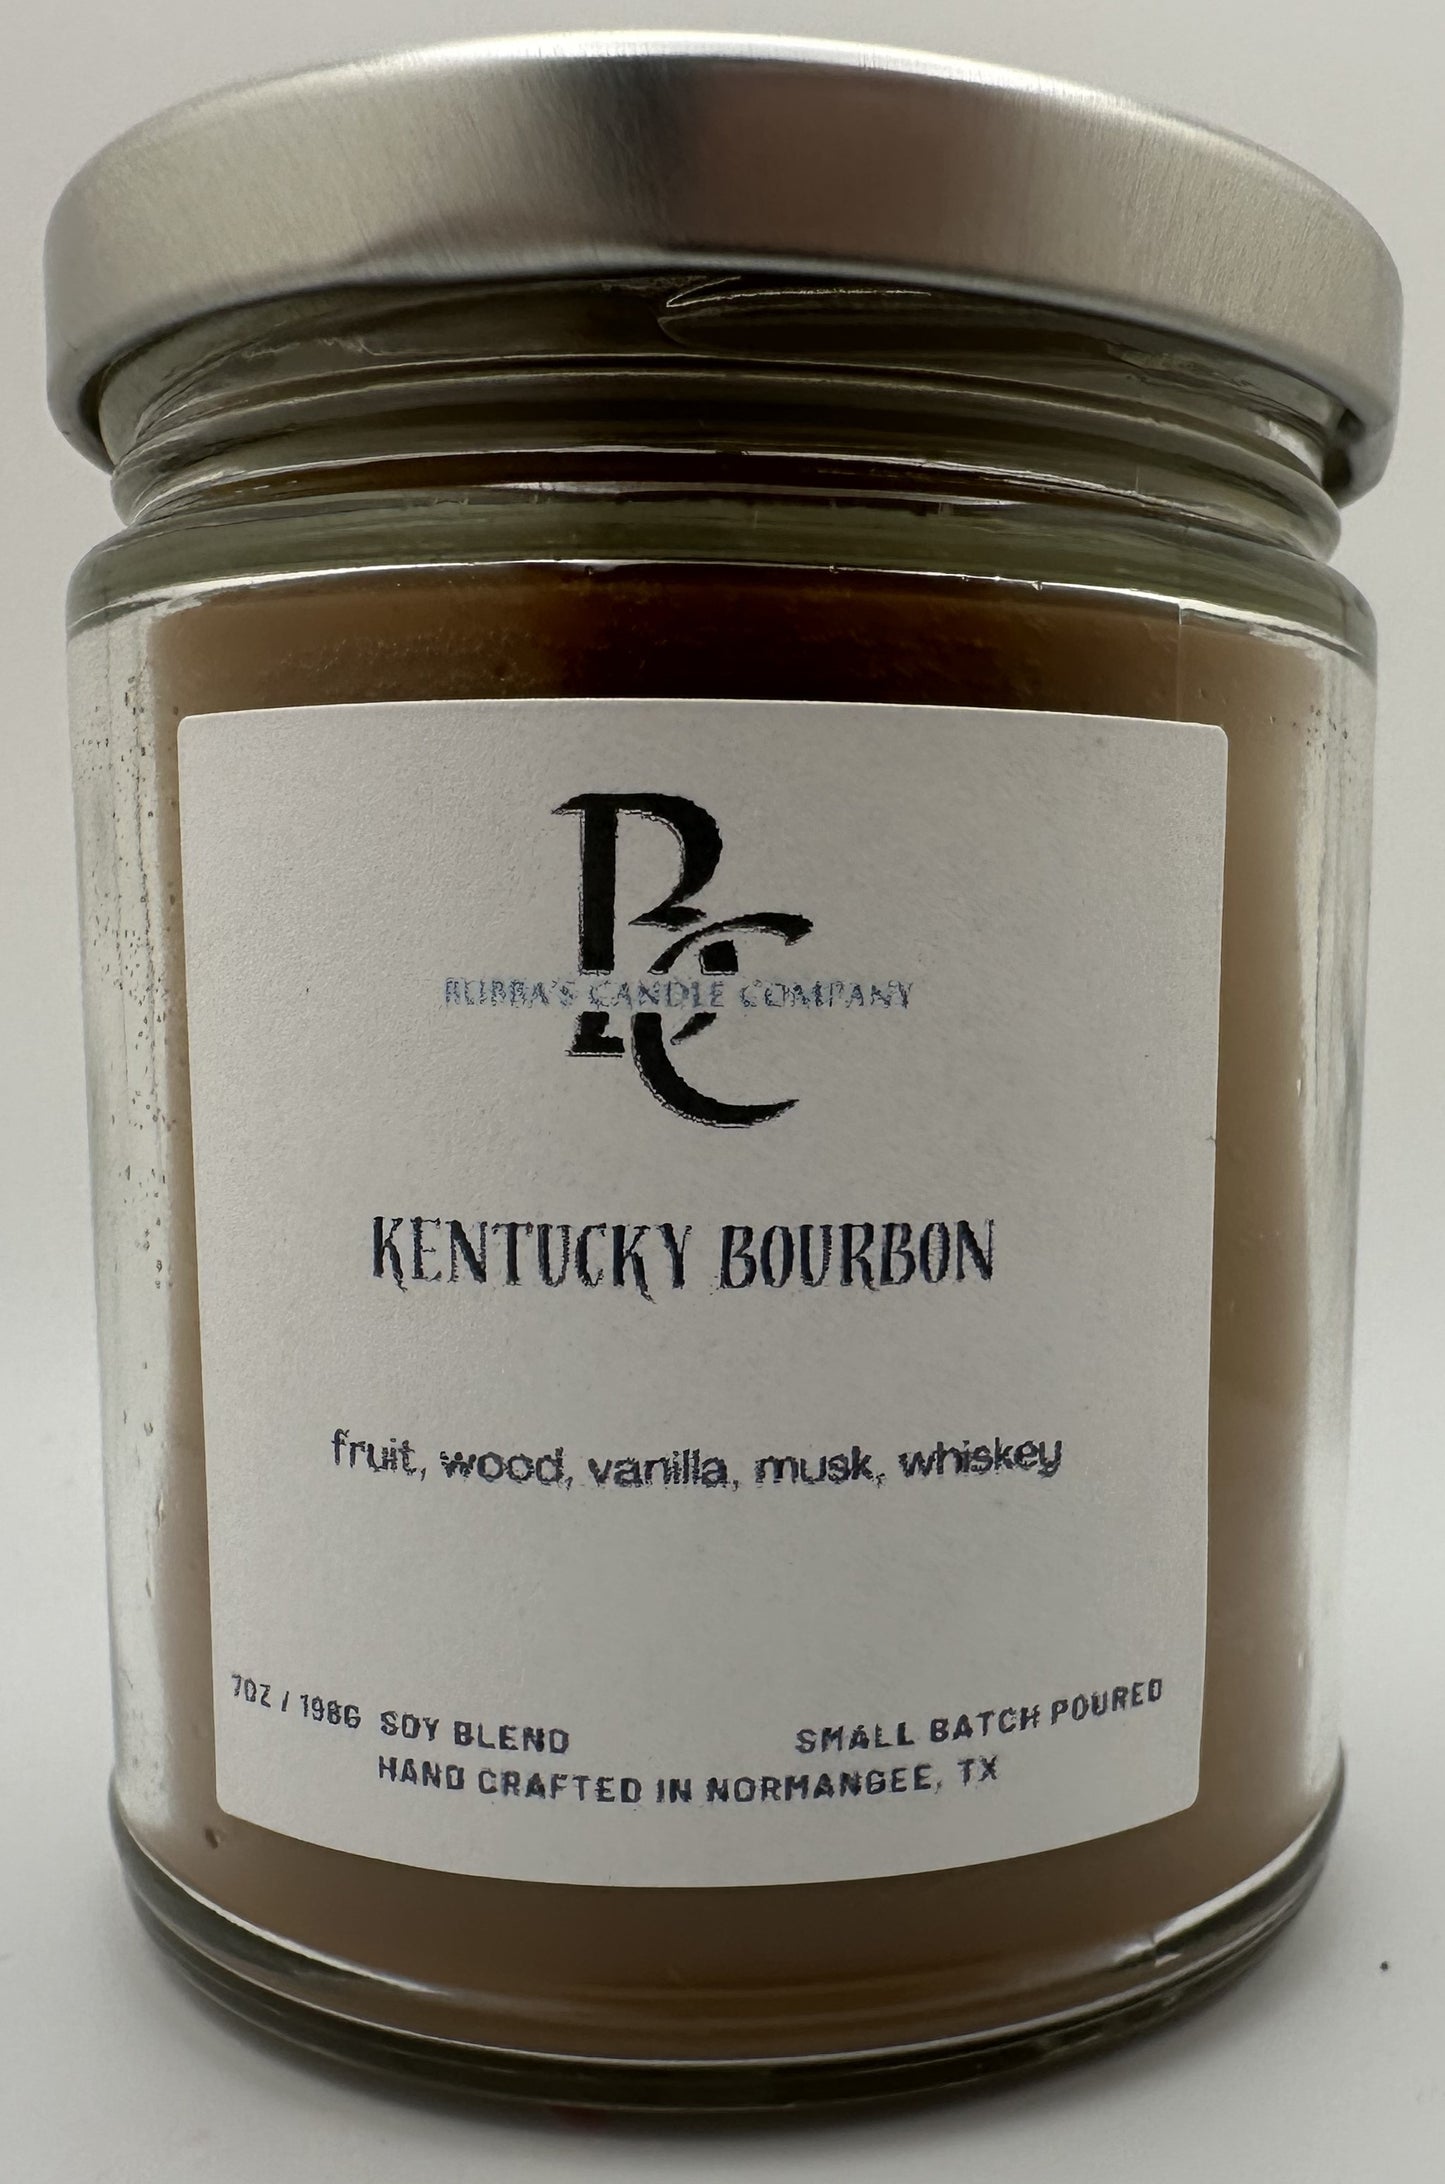 BC
BUBBA'S CANDLE COMPANY
KENTUCKY BOURBON
fruit, wood, vanilla, musk, whiskey
7OZ / 198G SOY BLEND SMALL BATCH POURED
HAND CRAFTED IN NORMANGEE, TX